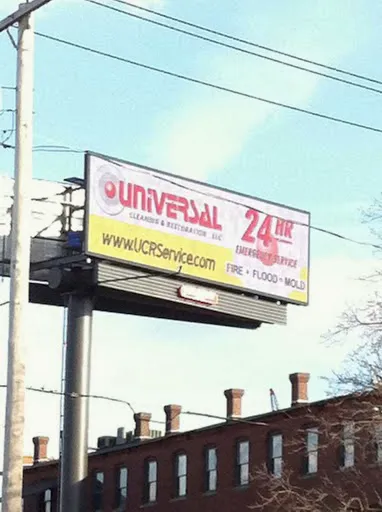 UNIVERSAL
CLEANING & RESTORATION LLC
www.UCRService.com
24 HR
EMERGENCY SERVICE
FIRE • FLOOD • MOLD